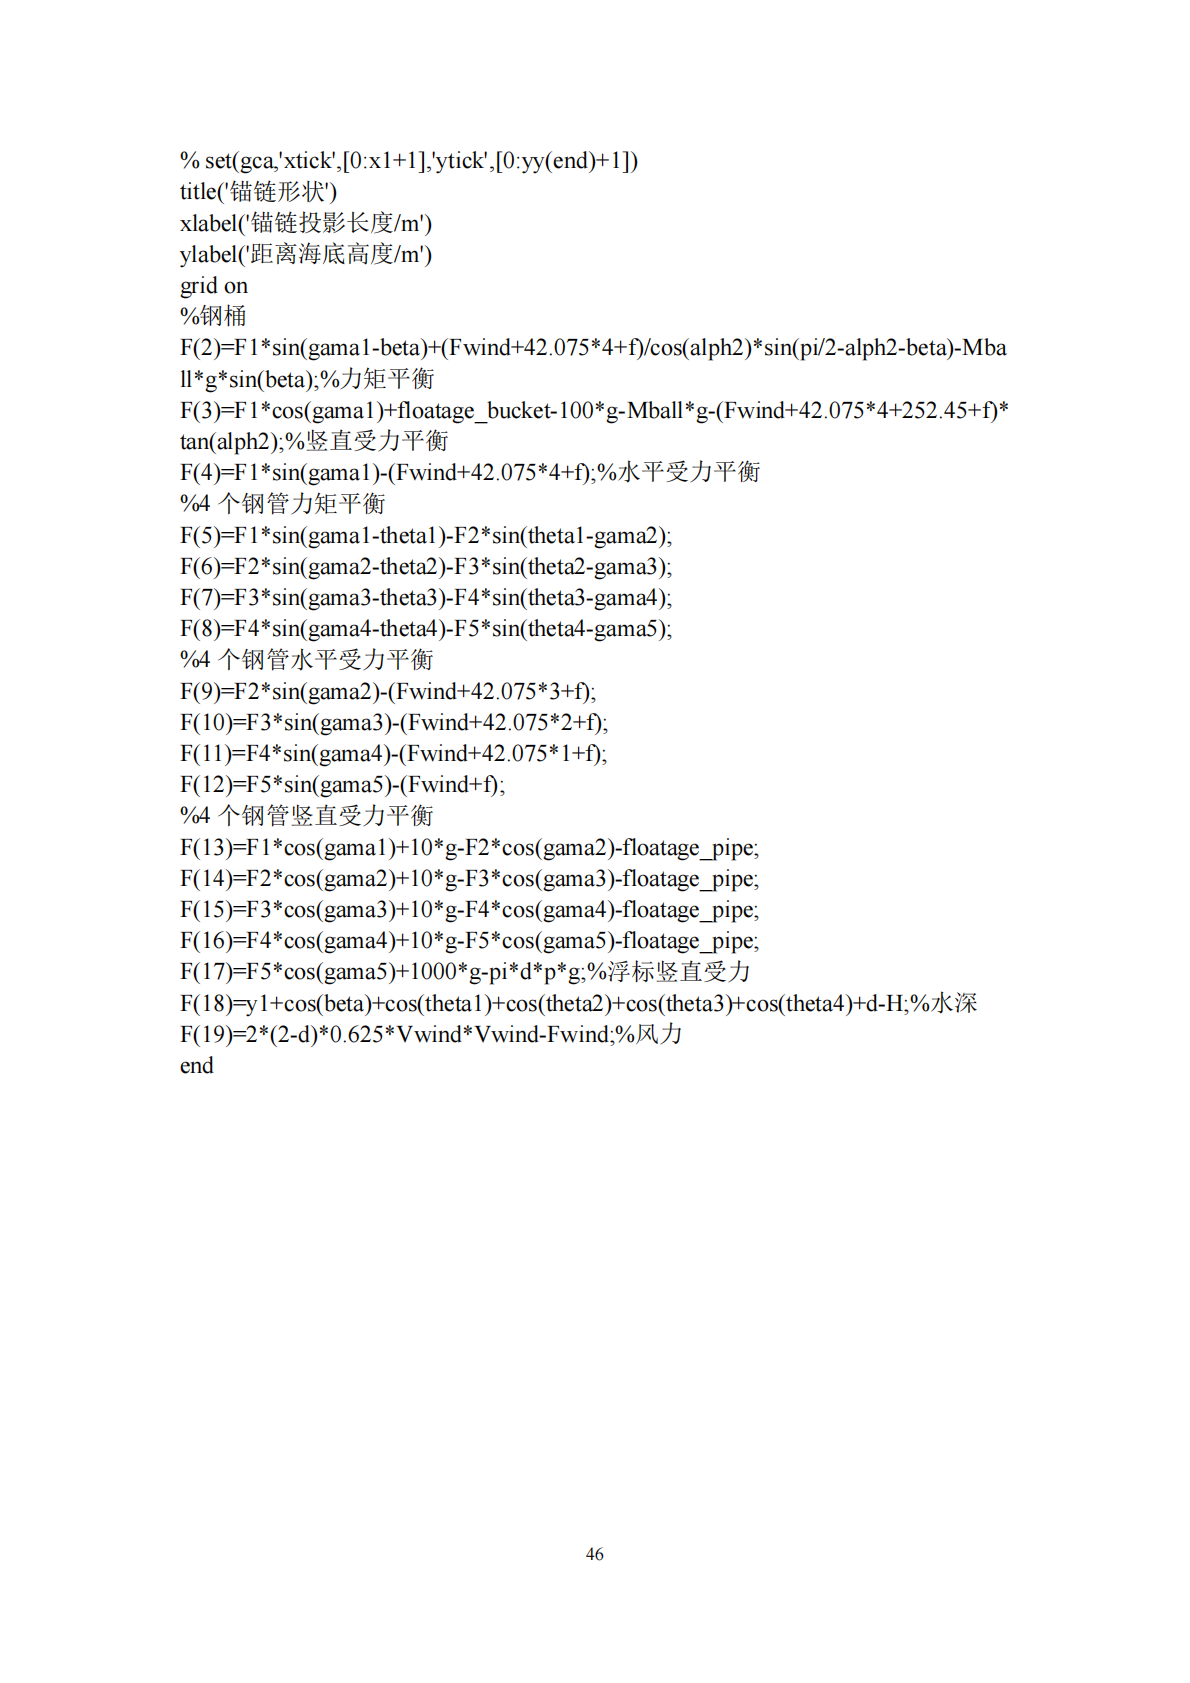 % set(gca,'xtick',[0:x1+1],'ytick',[0:yy(end)+1])
title('锚链形状')
xlabel('锚链投影长度/m')
ylabel('距离海底高度/m')
grid on
%钢桶
F(2)=F1*sin(gama1-beta)+(Fwind+42.075*4+f)/cos(alph2)*sin(pi/2-alph2-beta)-Mba
ll*g*sin(beta);%力矩平衡
F(3)=F1*cos(gama1)+floatage_bucket-100*g-Mball*g-(Fwind+42.075*4+252.45+f)*
tan(alph2);%竖直受力平衡
F(4)=F1*sin(gama1)-(Fwind+42.075*4+f);%水平受力平衡
%4 个钢管力矩平衡
F(5)=F1*sin(gama1-theta1)-F2*sin(theta1-gama2);
F(6)=F2*sin(gama2-theta2)-F3*sin(theta2-gama3);
F(7)=F3*sin(gama3-theta3)-F4*sin(theta3-gama4);
F(8)=F4*sin(gama4-theta4)-F5*sin(theta4-gama5);
%4 个钢管水平受力平衡
F(9)=F2*sin(gama2)-(Fwind+42.075*3+f);
F(10)=F3*sin(gama3)-(Fwind+42.075*2+f);
F(11)=F4*sin(gama4)-(Fwind+42.075*1+f);
F(12)=F5*sin(gama5)-(Fwind+f);
%4 个钢管竖直受力平衡
F(13)=F1*cos(gama1)+10*g-F2*cos(gama2)-floatage_pipe;
F(14)=F2*cos(gama2)+10*g-F3*cos(gama3)-floatage_pipe;
F(15)=F3*cos(gama3)+10*g-F4*cos(gama4)-floatage_pipe;
F(16)=F4*cos(gama4)+10*g-F5*cos(gama5)-floatage_pipe;
F(17)=F5*cos(gama5)+1000*g-pi*d*p*g;%浮标竖直受力
F(18)=y1+cos(beta)+cos(theta1)+cos(theta2)+cos(theta3)+cos(theta4)+d-H;%水深
F(19)=2*(2-d)*0.625*Vwind*Vwind-Fwind;%风力
end
46